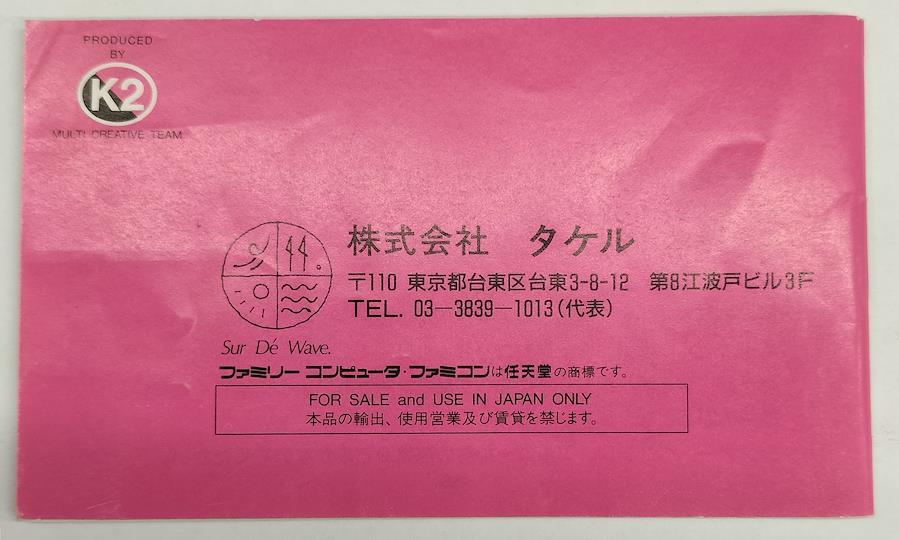 PRODUCED
BY
K2
MULTI CREATIVE TEAM
株式会社 タケル
〒110 東京都台東区台東3-8-12 第8江波戸ビル3F
TEL. 03—3839—1013(代表)
Sur Dé Wave.
ファミリー コンピュータ・ファミコンは任天堂の商標です。
FOR SALE and USE IN JAPAN ONLY
本品の輸出、使用営業及び賃貸を禁じます。